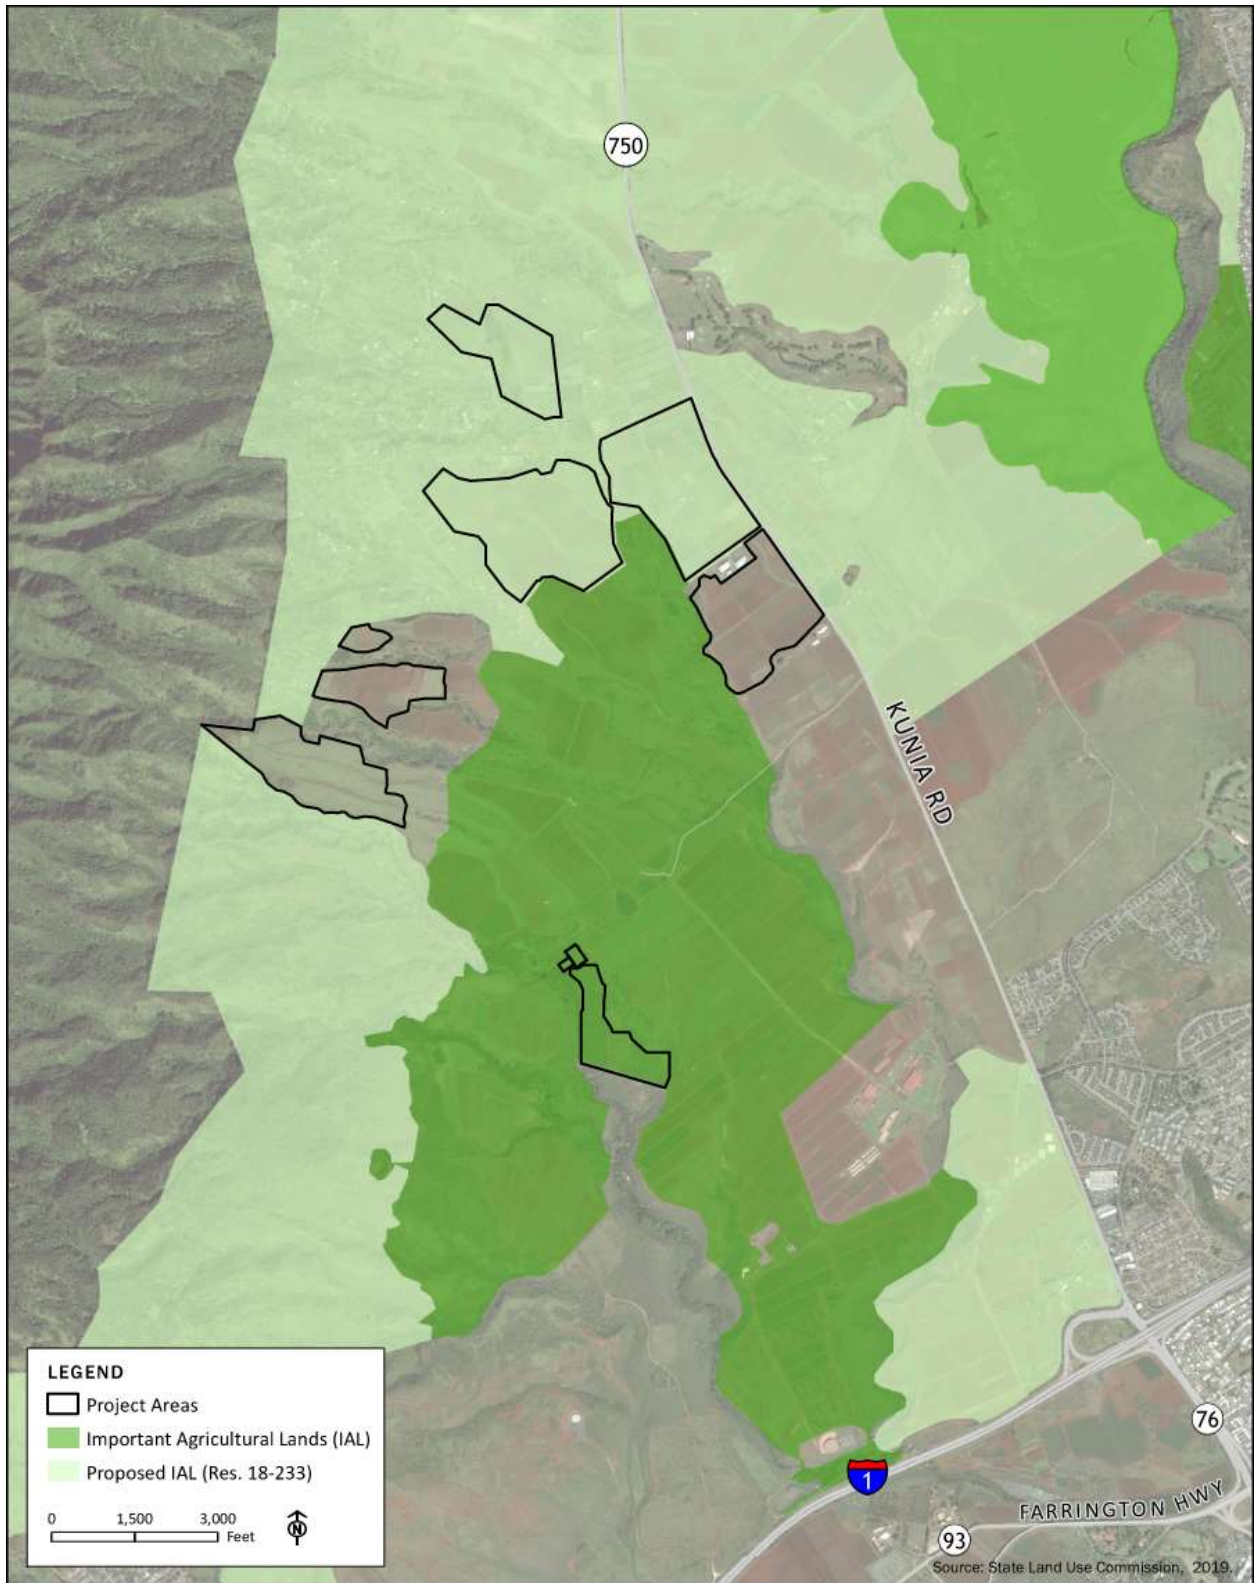 750
KUNIA RD
LEGEND
Project Areas
Important Agricultural Lands (IAL)
Proposed IAL (Res. 18-233)
0 1,500 3,000
Feet
N
1
76
FARRINGTON HWY
93
Source: State Land Use Commission, 2019.